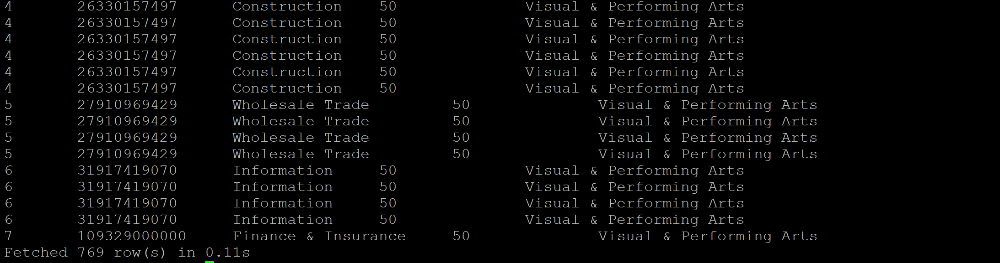 4 26330157497 Construction 50 Visual & Performing Arts
4 26330157497 Construction 50 Visual & Performing Arts
4 26330157497 Construction 50 Visual & Performing Arts
4 26330157497 Construction 50 Visual & Performing Arts
4 26330157497 Construction 50 Visual & Performing Arts
4 26330157497 Construction 50 Visual & Performing Arts
5 27910969429 Wholesale Trade 50 Visual & Performing Arts
5 27910969429 Wholesale Trade 50 Visual & Performing Arts
5 27910969429 Wholesale Trade 50 Visual & Performing Arts
5 27910969429 Wholesale Trade 50 Visual & Performing Arts
6 31917419070 Information 50 Visual & Performing Arts
6 31917419070 Information 50 Visual & Performing Arts
6 31917419070 Information 50 Visual & Performing Arts
6 31917419070 Information 50 Visual & Performing Arts
7 109329000000 Finance & Insurance 50 Visual & Performing Arts
Fetched 769 row(s) in 0.11s